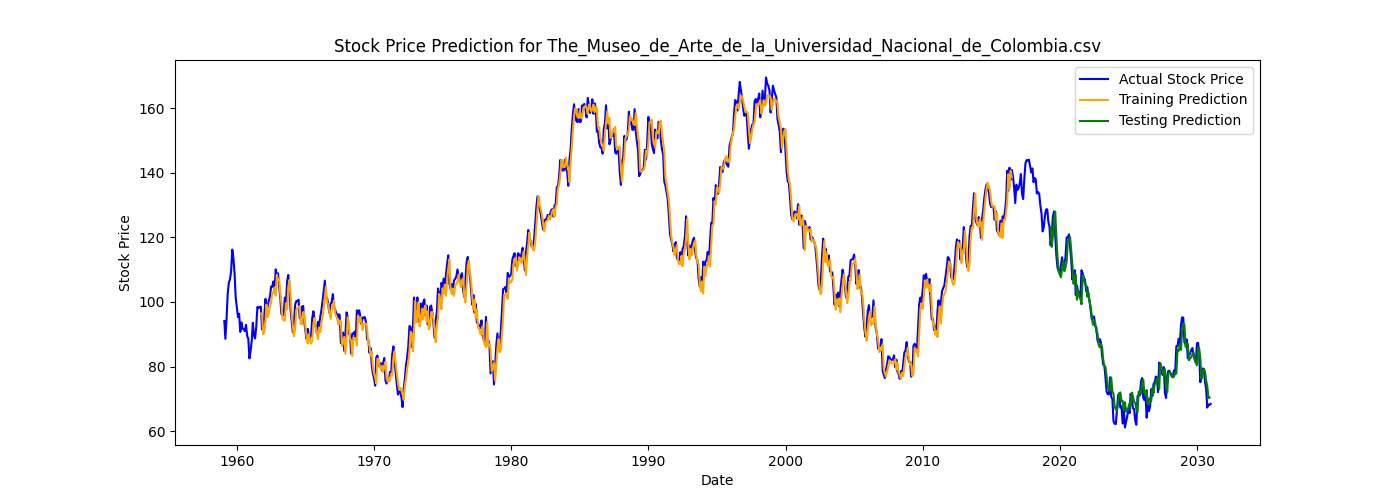 Stock Price Prediction for The_Museo_de_Arte_de_la_Universidad_Nacional_de_Colombia.csv
Actual Stock Price
Training Prediction
Testing Prediction
Stock Price
160
140
120
100
80
60
1960
1970
1980
1990
2000
2010
2020
2030
Date